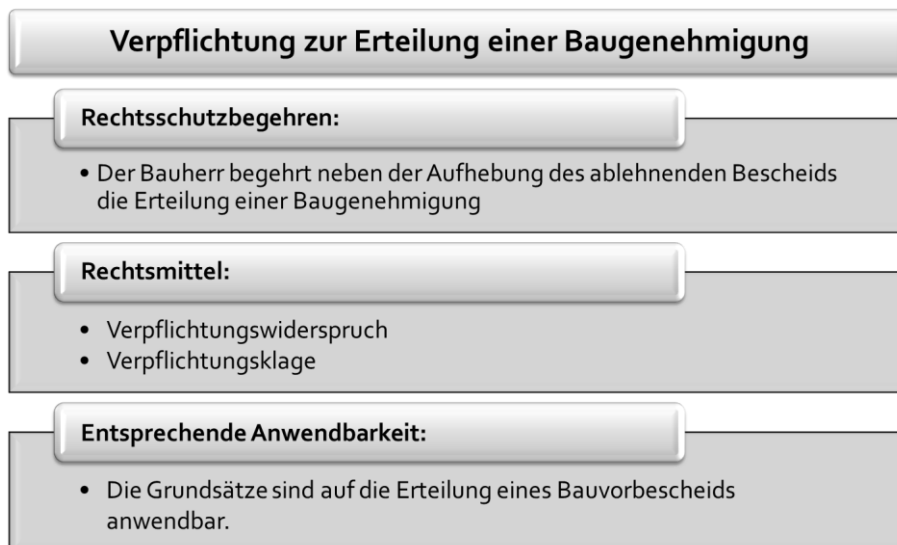 Verpflichtung zur Erteilung einer Baugenehmigung
Rechtsschutzbegehren:
• Der Bauherr begehrt neben der Aufhebung des ablehnenden Bescheids
die Erteilung einer Baugenehmigung
Rechtsmittel:
• Verpflichtungswiderspruch
• Verpflichtungsklage
Entsprechende Anwendbarkeit:
• Die Grundsätze sind auf die Erteilung eines Bauvorbescheids
anwendbar.